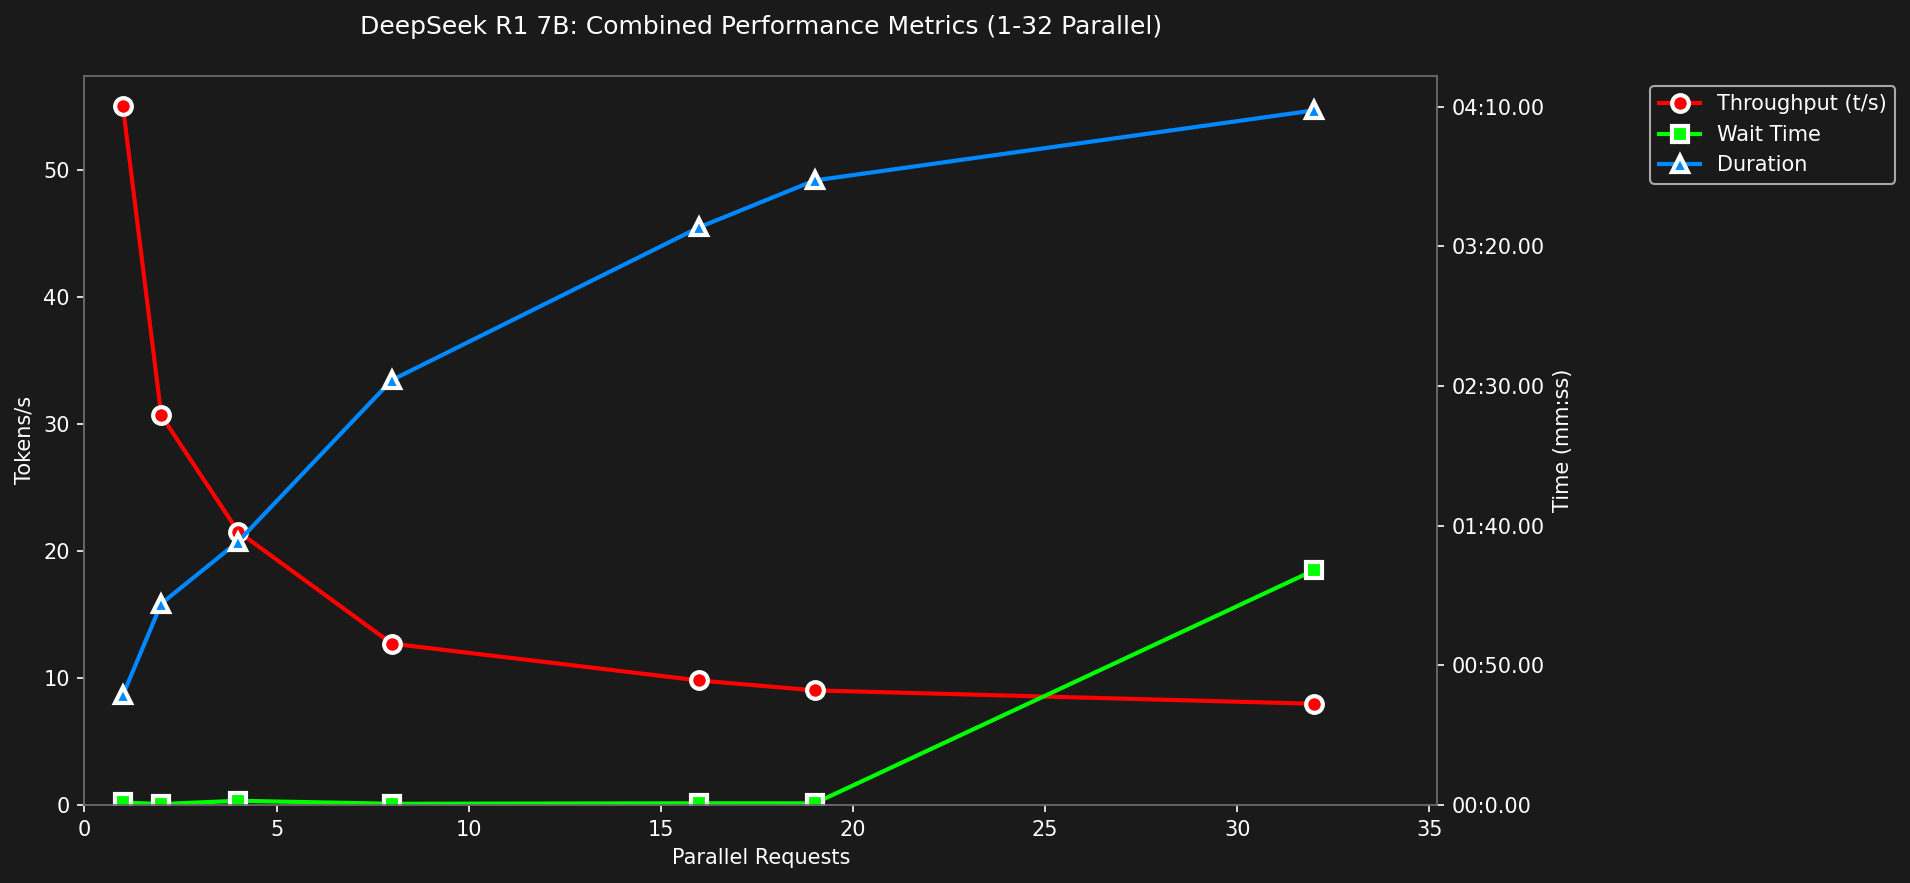 DeepSeek R1 7B: Combined Performance Metrics (1-32 Parallel)
Throughput (t/s)
Wait Time
Duration
Tokens/s
50
40
30
20
10
0
04:10.00
03:20.00
02:30.00
01:40.00
00:50.00
00:0.00
Time (mm:ss)
0 5 10 15 20 25 30 35
Parallel Requests